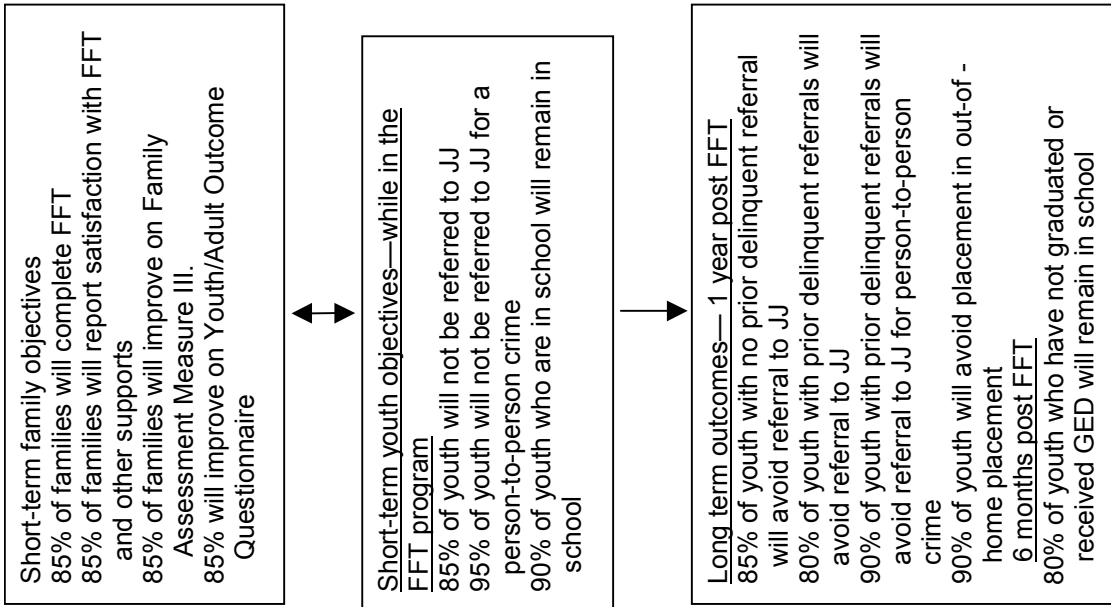 Short-term family objectives
85% of families will complete FFT
85% of families will report satisfaction with FFT
and other supports
85% of families will improve on Family
Assessment Measure III.
85% will improve on Youth/Adult Outcome
Questionnaire
Short-term youth objectives—while in the
FFT program
85% of youth will not be referred to JJ
95% of youth will not be referred to JJ for a
person-to-person crime
90% of youth who are in school will remain in
school
Long term outcomes— 1 year post FFT
85% of youth with no prior delinquent referral
will avoid referral to JJ
80% of youth with prior delinquent referrals will
avoid referral to JJ
90% of youth with prior delinquent referrals will
avoid referral to JJ for person-to-person
crime
90% of youth will avoid placement in out-of -
home placement
6 months post FFT
80% of youth who have not graduated or
received GED will remain in school